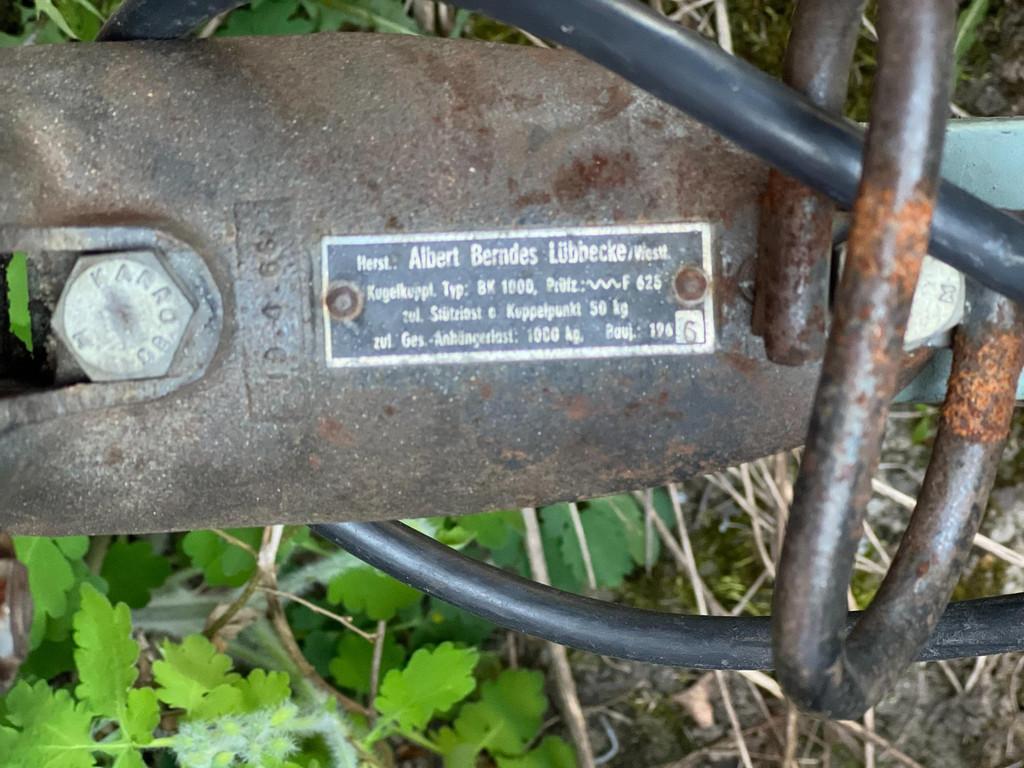 Herst.: Albert Berndes Lübbecke/Westf.
Kugelkuppl. Typ: BK 1000, Prüfz.: F 625
zul. Stützlast a. Kuppelpunkt 50 kg
zul. Ges.-Anhängerlast: 1000 kg. Bauj.: 196 6
KARRO